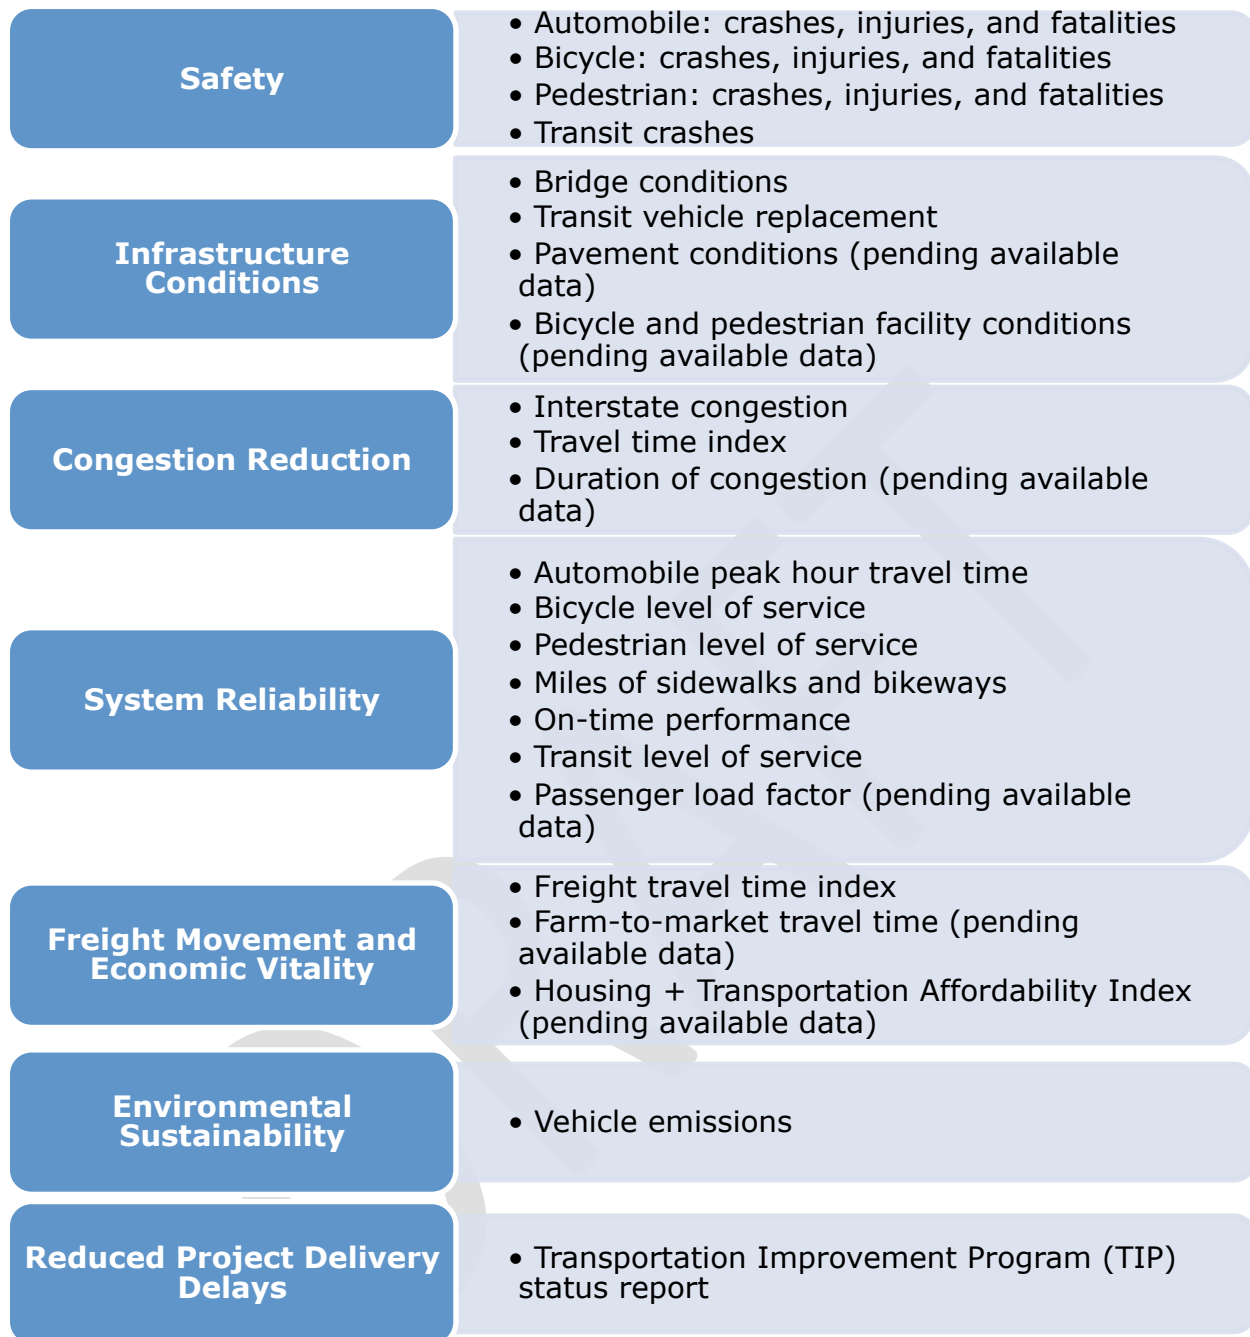 Safety
• Automobile: crashes, injuries, and fatalities
• Bicycle: crashes, injuries, and fatalities
• Pedestrian: crashes, injuries, and fatalities
• Transit crashes
Infrastructure
Conditions
• Bridge conditions
• Transit vehicle replacement
• Pavement conditions (pending available
data)
• Bicycle and pedestrian facility conditions
(pending available data)
Congestion Reduction
• Interstate congestion
• Travel time index
• Duration of congestion (pending available
data)
System Reliability
• Automobile peak hour travel time
• Bicycle level of service
• Pedestrian level of service
• Miles of sidewalks and bikeways
• On-time performance
• Transit level of service
• Passenger load factor (pending available
data)
Freight Movement and
Economic Vitality
• Freight travel time index
• Farm-to-market travel time (pending
available data)
• Housing + Transportation Affordability Index
(pending available data)
Environmental
Sustainability
• Vehicle emissions
Reduced Project Delivery
Delays
• Transportation Improvement Program (TIP)
status report
DRAFT